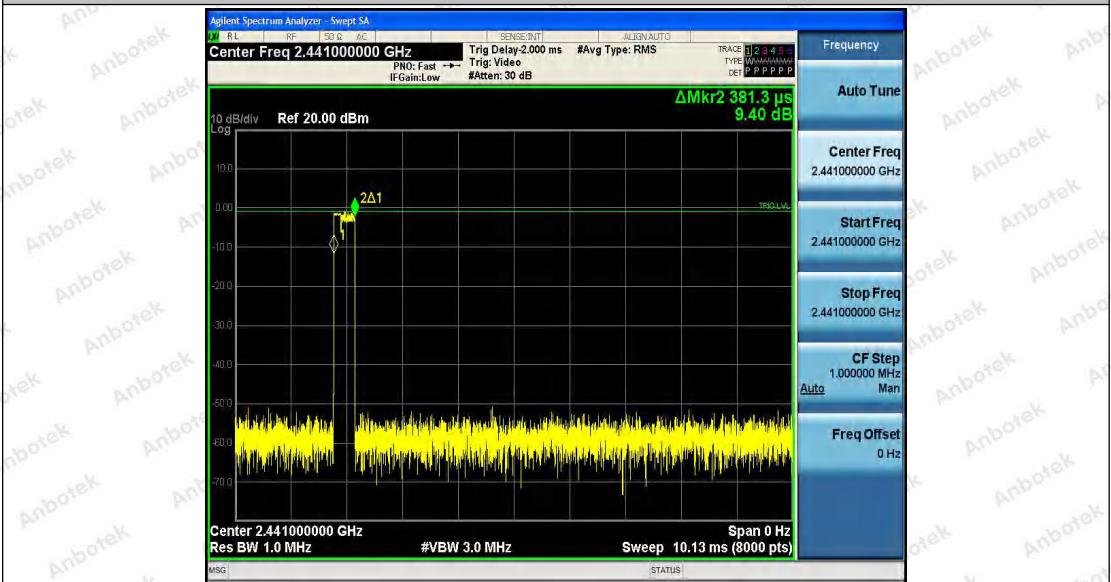 Agilent Spectrum Analyzer - Swept SA
RL RF 50 Ω AC SENSE:INT ALIGNAUTO
Center Freq 2.441000000 GHz
PNO: Fast
IFGain:Low
Trig Delay-2.000 ms
Trig: Video
#Atten: 30 dB
#Avg Type: RMS
TRACE 1 2 3 4 5 6
TYPE
DET P P P P P P
ΔMkr2 381.3 µs
9.40 dB
10 dB/div Ref 20.00 dBm
Log
10.0
0.00
-10.0
-20.0
-30.0
-40.0
-50.0
-60.0
-70.0
2Δ1
TRIG LVL
Center 2.441000000 GHz
Span 0 Hz
Res BW 1.0 MHz
#VBW 3.0 MHz
Sweep 10.13 ms (8000 pts)
MSG
STATUS
Frequency
Auto Tune
Center Freq
2.441000000 GHz
Start Freq
2.441000000 GHz
Stop Freq
2.441000000 GHz
CF Step
1.000000 MHz
Auto Man
Freq Offset
0 Hz
Anbotek